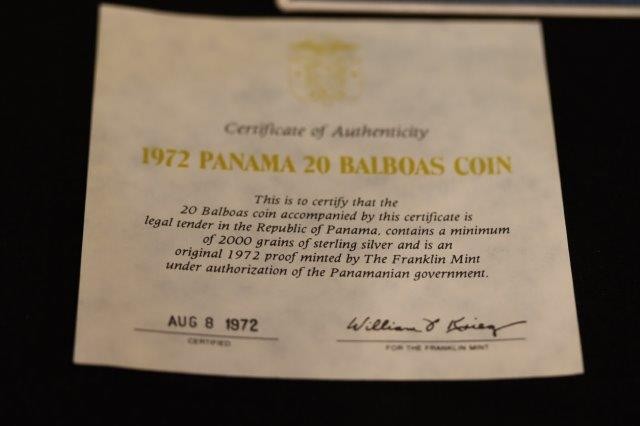 Certificate of Authenticity
1972 PANAMA 20 BALBOAS COIN
This is to certify that the
20 Balboas coin accompanied by this certificate is
legal tender in the Republic of Panama, contains a minimum
of 2000 grains of sterling silver and is an
original 1972 proof minted by The Franklin Mint
under authorization of the Panamanian government.
AUG 8 1972
CERTIFIED
William
FOR THE FRANKLIN MINT